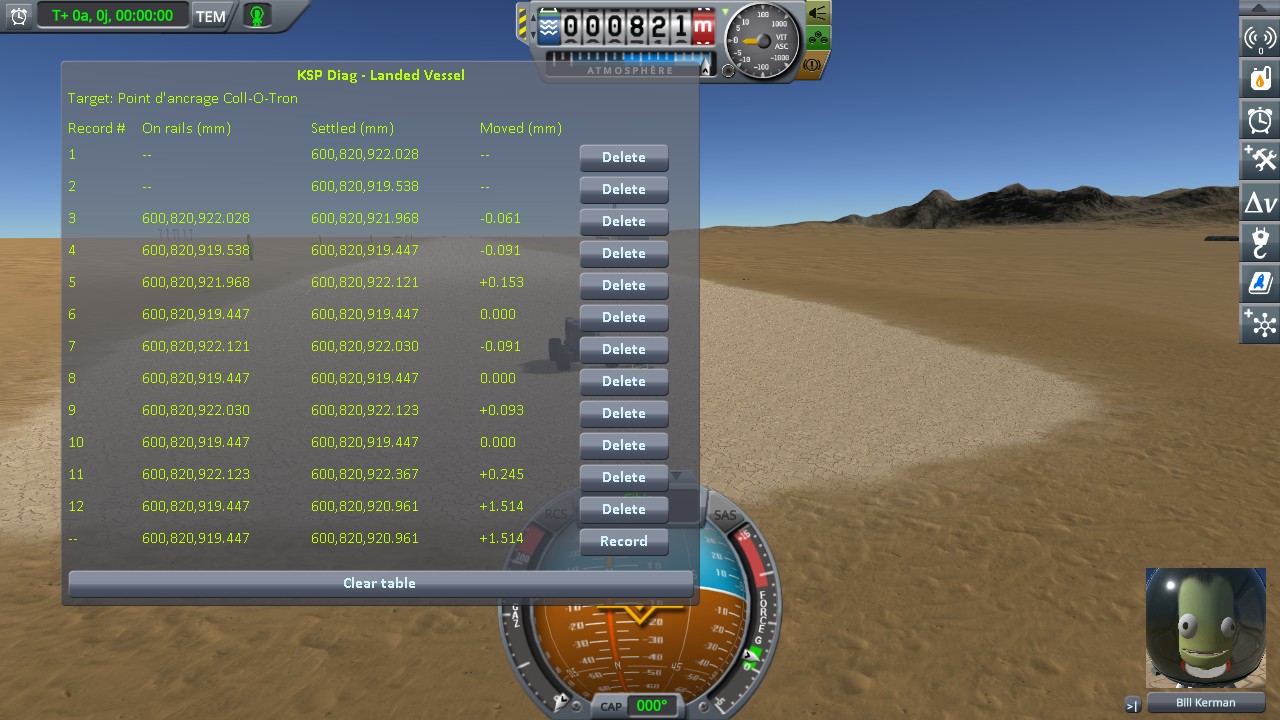 T+ 0a, 0j, 00:00:00 TEM
000821m
VIT ASC
ATMOSPHÈRE
KSP Diag - Landed Vessel
Target: Point d'ancrage Coll-O-Tron
Record # On rails (mm) Settled (mm) Moved (mm)
1 -- 600,820,922.028 -- Delete
2 -- 600,820,919.538 -- Delete
3 600,820,922.028 600,820,921.968 -0.061 Delete
4 600,820,919.538 600,820,919.447 -0.091 Delete
5 600,820,921.968 600,820,922.121 +0.153 Delete
6 600,820,919.447 600,820,919.447 0.000 Delete
7 600,820,922.121 600,820,922.030 -0.091 Delete
8 600,820,919.447 600,820,919.447 0.000 Delete
9 600,820,922.030 600,820,922.123 +0.093 Delete
10 600,820,919.447 600,820,919.447 0.000 Delete
11 600,820,922.123 600,820,922.367 +0.245 Delete
12 600,820,919.447 600,820,920.961 +1.514 Delete
-- 600,820,919.447 600,820,920.961 +1.514 Record
Clear table
RCS SAS
GAZ FORCE G
CAP 000°
Δv
Bill Kerman